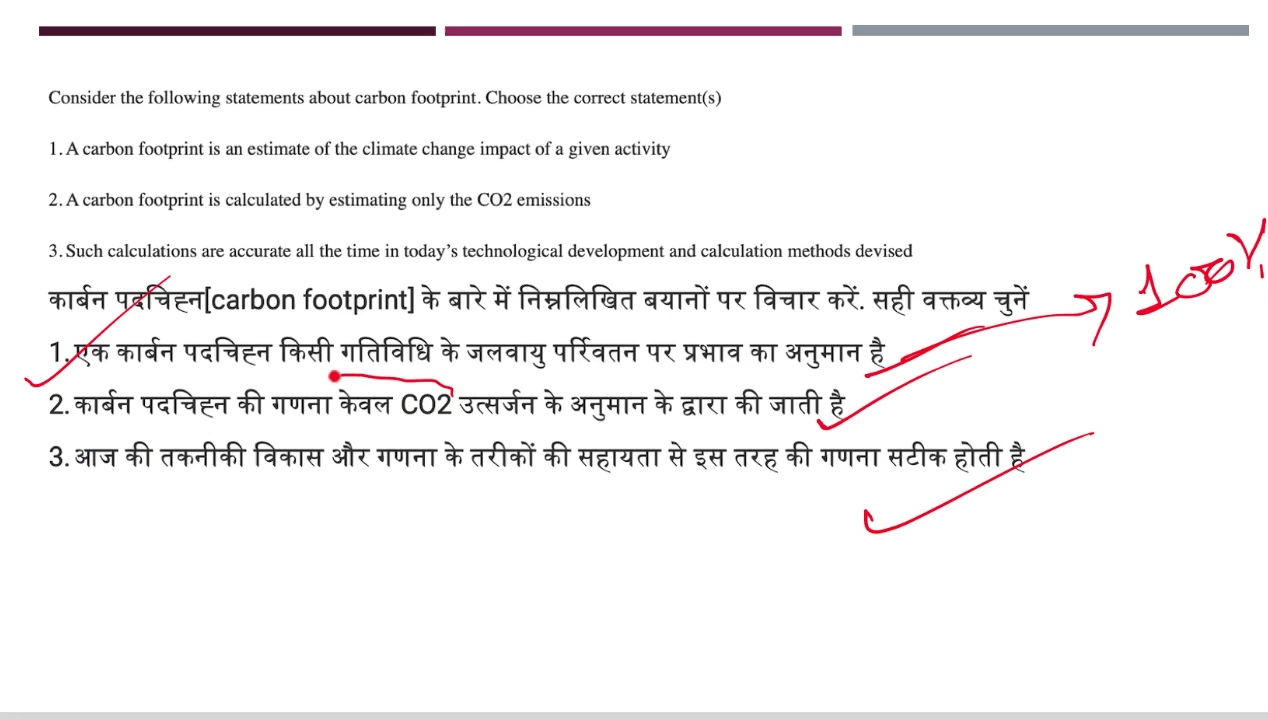 Consider the following statements about carbon footprint. Choose the correct statement(s)
1. A carbon footprint is an estimate of the climate change impact of a given activity
2. A carbon footprint is calculated by estimating only the CO2 emissions
3. Such calculations are accurate all the time in today's technological development and calculation methods devised
कार्बन पदचिह्न[carbon footprint] के बारे में निम्नलिखित बयानों पर विचार करें. सही वक्तव्य चुनें
1. एक कार्बन पदचिह्न किसी गतिविधि के जलवायु परिवर्तन पर प्रभाव का अनुमान है
2. कार्बन पदचिह्न की गणना केवल CO2 उत्सर्जन के अनुमान के द्वारा की जाती है
3. आज की तकनीकी विकास और गणना के तरीकों की सहायता से इस तरह की गणना सटीक होती है
100%